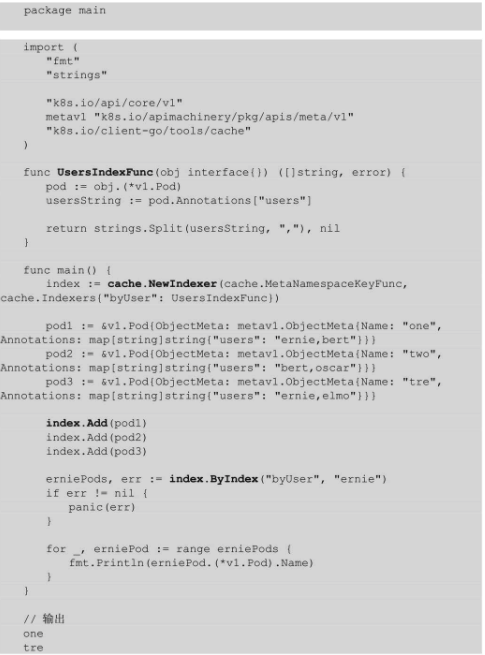 package main
import (
"fmt"
"strings"
"k8s.io/api/core/v1"
metav1 "k8s.io/apimachinery/pkg/apis/meta/v1"
"k8s.io/client-go/tools/cache"
)
func UsersIndexFunc(obj interface{}) ([]string, error) {
pod := obj.(*v1.Pod)
usersString := pod.Annotations["users"]
return strings.Split(usersString, ","), nil
}
func main() {
index := cache.NewIndexer(cache.MetaNamespaceKeyFunc,
cache.Indexers{"byUser": UsersIndexFunc})
pod1 := &v1.Pod{ObjectMeta: metav1.ObjectMeta{Name: "one",
Annotations: map[string]string{"users": "ernie,bert"}}}
pod2 := &v1.Pod{ObjectMeta: metav1.ObjectMeta{Name: "two",
Annotations: map[string]string{"users": "bert,oscar"}}}
pod3 := &v1.Pod{ObjectMeta: metav1.ObjectMeta{Name: "tre",
Annotations: map[string]string{"users": "ernie,elmo"}}}
index.Add(pod1)
index.Add(pod2)
index.Add(pod3)
erniePods, err := index.ByIndex("byUser", "ernie")
if err != nil {
panic(err)
}
for _, erniePod := range erniePods {
fmt.Println(erniePod.(*v1.Pod).Name)
}
}
// 输出
one
tre